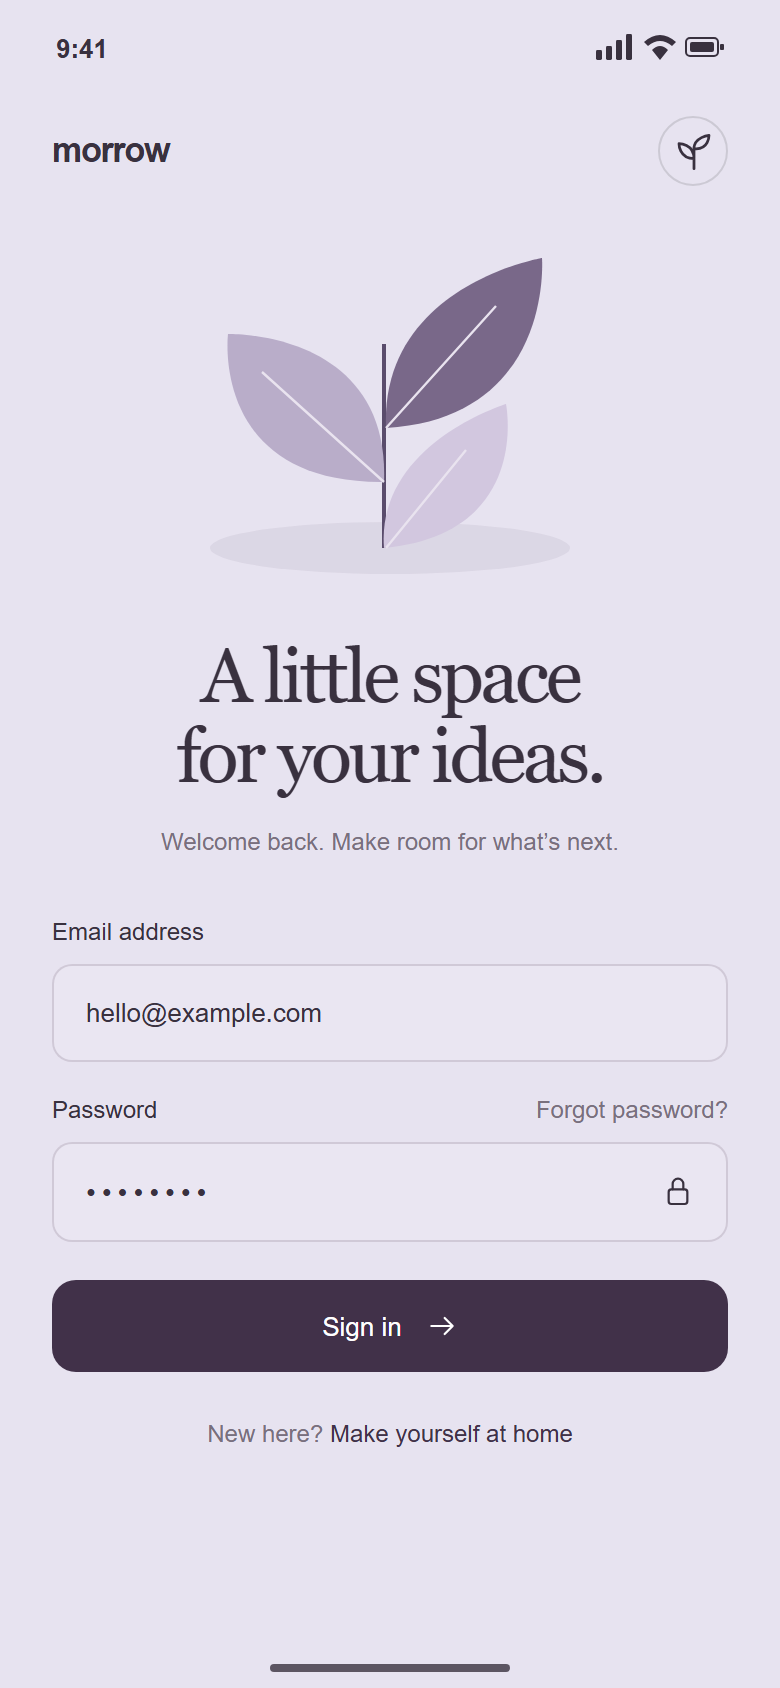 9:41
morrow
A little space
for your ideas.
Welcome back. Make room for what’s next.
Email address
hello@example.com
Password Forgot password?
••••••••
Sign in →
New here? Make yourself at home